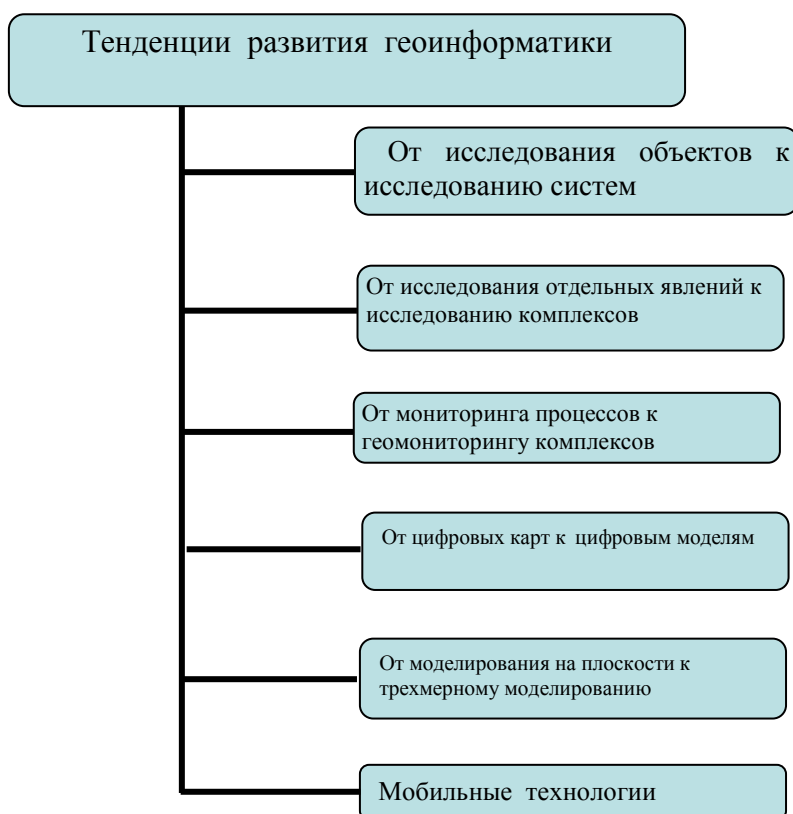 Тенденции развития геоинформатики
От исследования объектов к
исследованию систем
От исследования отдельных явлений к
исследованию комплексов
От мониторинга процессов к
геомониторингу комплексов
От цифровых карт к цифровым моделям
От моделирования на плоскости к
трехмерному моделированию
Мобильные технологии